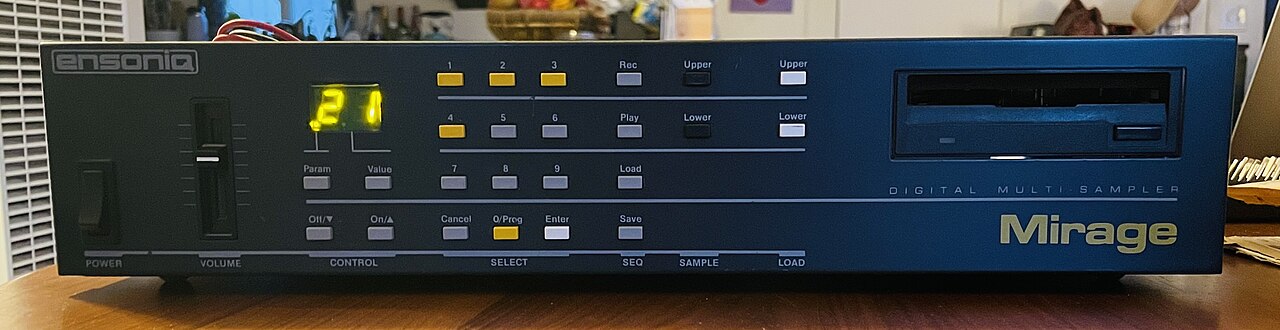 ensoniq
.21
1 2 3 Rec Upper Upper
4 5 6 Play Lower Lower
Param Value 7 8 9 Load
Off/▼ On/▲ Cancel 0/Prog Enter Save
DIGITAL MULTI-SAMPLER
Mirage
POWER VOLUME CONTROL SELECT SEQ SAMPLE LOAD